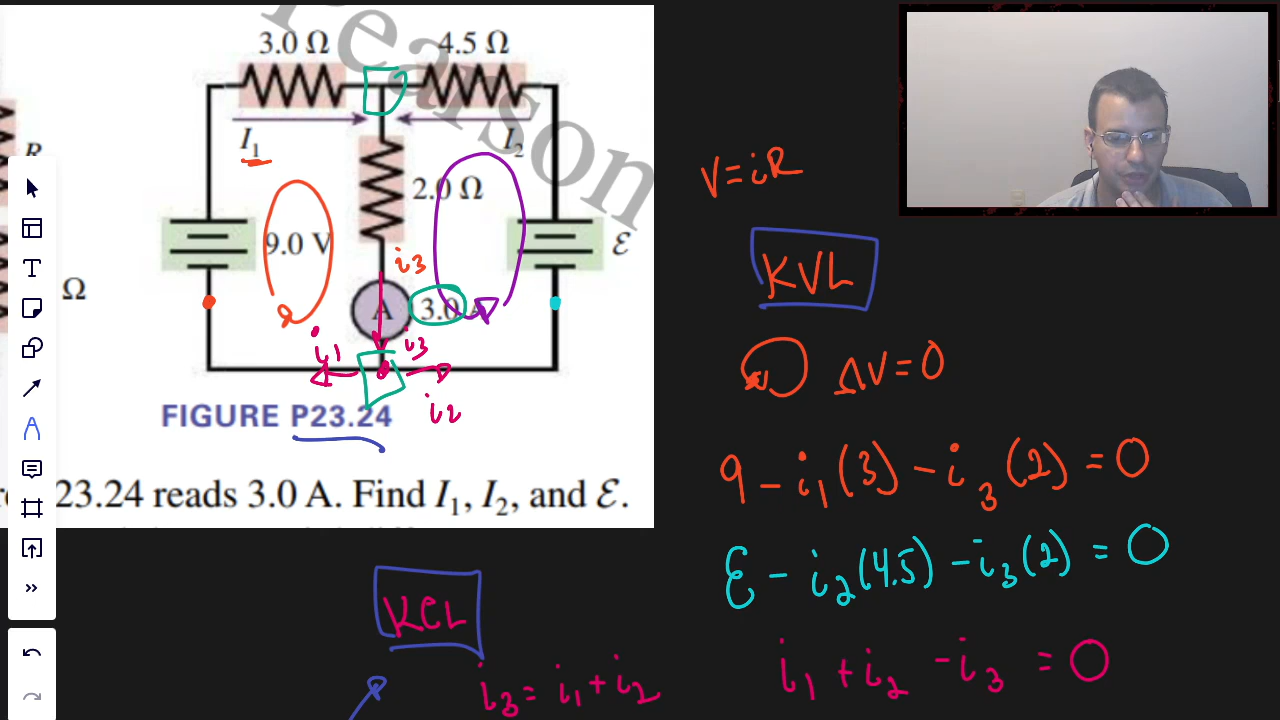 3.0 Ω
4.5 Ω
Pearson
I₁
I₂
R
2.0 Ω
9.0 V
ℰ
i₃
Ω
A
3.0 A
i₁
i₃
i₂
FIGURE P23.24
23.24 reads 3.0 A. Find I₁, I₂, and ℰ.
V = iR
KVL
ΔV = 0
9 - i₁(3) - i₃(2) = 0
ℰ - i₂(4.5) - i₃(2) = 0
i₁ + i₂ - i₃ = 0
KCL
i₃ = i₁ + i₂
T
A
»